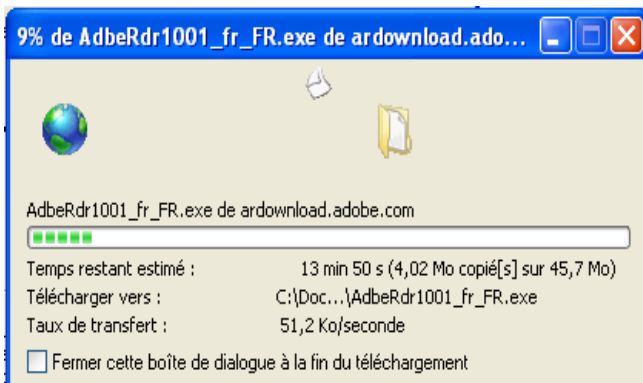 9% de AdbeRdr1001_fr_FR.exe de ardownload.ado...
AdbeRdr1001_fr_FR.exe de ardownload.adobe.com
Temps restant estimé : 13 min 50 s (4,02 Mo copié[s] sur 45,7 Mo)
Télécharger vers : C:\Doc...\AdbeRdr1001_fr_FR.exe
Taux de transfert : 51,2 Ko/seconde
Fermer cette boîte de dialogue à la fin du téléchargement